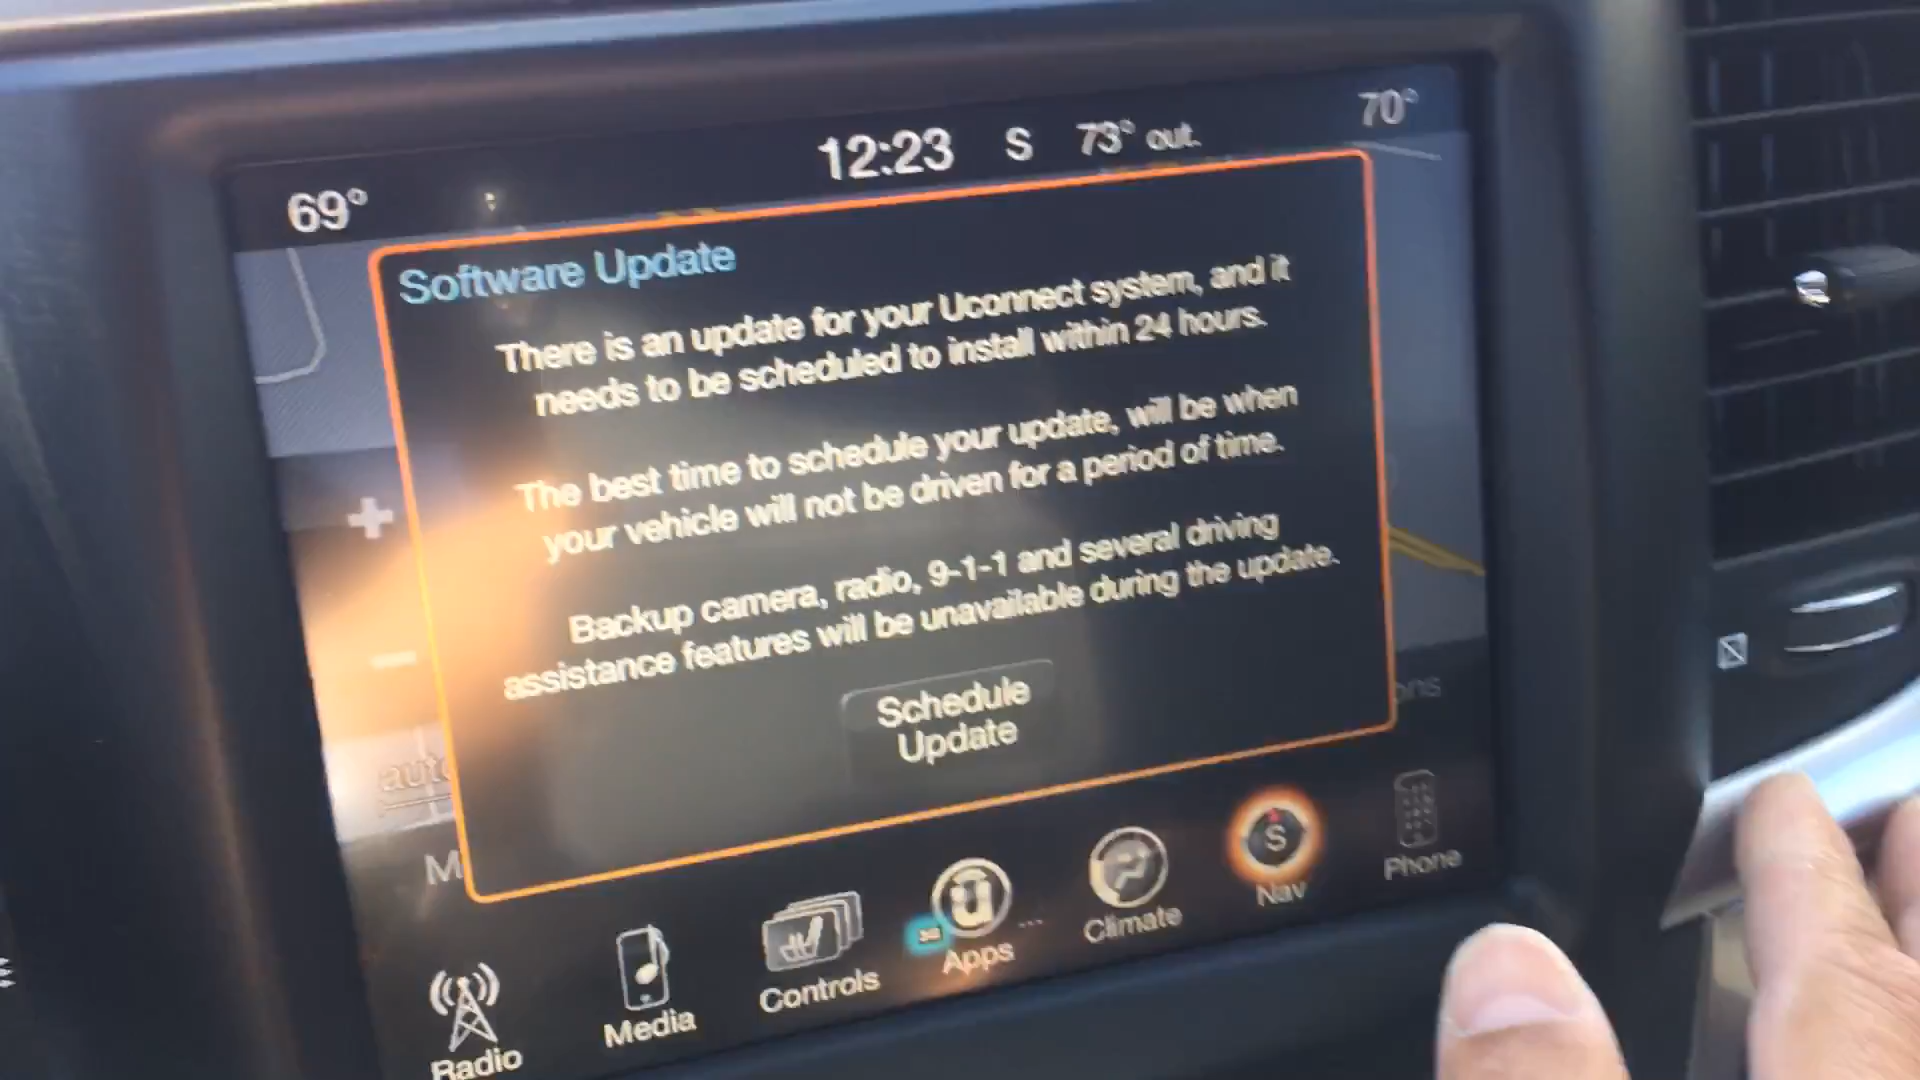 69° 12:23 S 73° out. 70°
Software Update
There is an update for your Uconnect system, and it
needs to be scheduled to install within 24 hours.
The best time to schedule your update, will be when
your vehicle will not be driven for a period of time.
Backup camera, radio, 9-1-1 and several driving
assistance features will be unavailable during the update.
Schedule
Update
+
−
Radio
Media
Controls
Apps
Climate
S
Nav
Phone